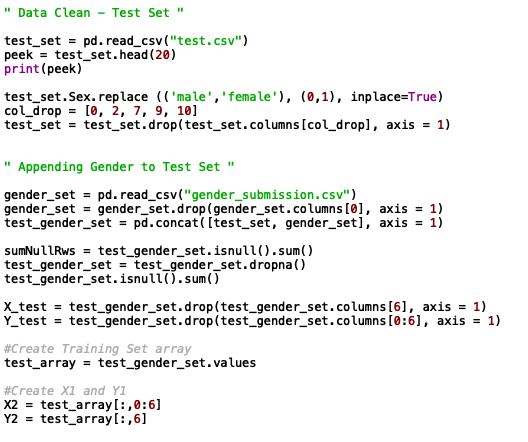 " Data Clean - Test Set "
test_set = pd.read_csv("test.csv")
peek = test_set.head(20)
print(peek)
test_set.Sex.replace (('male','female'), (0,1), inplace=True)
col_drop = [0, 2, 7, 9, 10]
test_set = test_set.drop(test_set.columns[col_drop], axis = 1)
" Appending Gender to Test Set "
gender_set = pd.read_csv("gender_submission.csv")
gender_set = gender_set.drop(gender_set.columns[0], axis = 1)
test_gender_set = pd.concat([test_set, gender_set], axis = 1)
sumNullRws = test_gender_set.isnull().sum()
test_gender_set = test_gender_set.dropna()
test_gender_set.isnull().sum()
X_test = test_gender_set.drop(test_gender_set.columns[6], axis = 1)
Y_test = test_gender_set.drop(test_gender_set.columns[0:6], axis = 1)
#Create Training Set array
test_array = test_gender_set.values
#Create X1 and Y1
X2 = test_array[:,0:6]
Y2 = test_array[:,6]